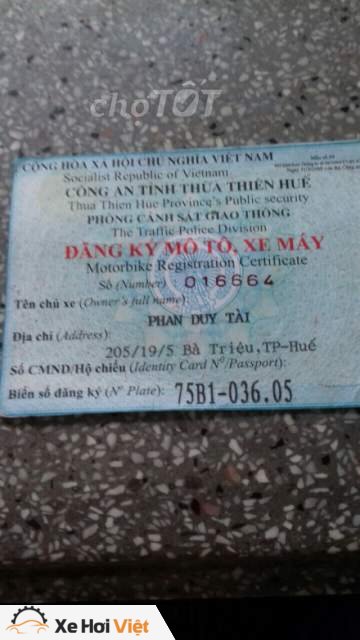 choTỐT
CỘNG HÒA XÃ HỘI CHỦ NGHĨA VIỆT NAM
Socialist Republic of Vietnam
CÔNG AN TỈNH THỪA THIÊN HUẾ
Thua Thien Hue Provincq's Public security
PHÒNG CẢNH SÁT GIAO THÔNG
The Traffic Police Division
ĐĂNG KÝ MÔ TÔ, XE MÁY
Motorbike Registration Certificate
Số (Number) 016664
Tên chủ xe (Owner's full name):
PHAN DUY TÀI
Địa chỉ (Address):
205/19/5 Bà Triệu,TP-Huế
Số CMND/Hộ chiếu (Identity Card Nº/Passport):
Biển số đăng ký (Nº Plate): 75B1-036.05
Xe Hơi Việt